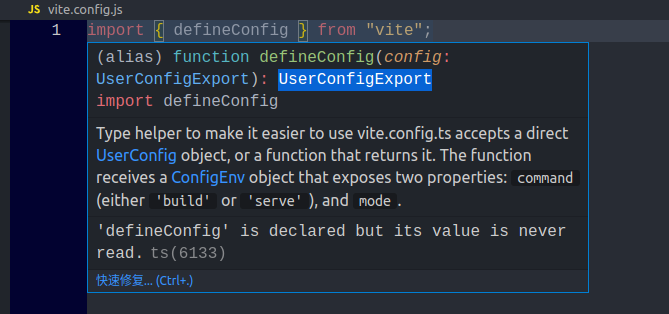 JS vite.config.js
1 import { defineConfig } from "vite";
(alias) function defineConfig(config:
UserConfigExport): UserConfigExport
import defineConfig
Type helper to make it easier to use vite.config.ts accepts a direct
UserConfig object, or a function that returns it. The function
receives a ConfigEnv object that exposes two properties: command
(either 'build' or 'serve' ), and mode .
'defineConfig' is declared but its value is never
read. ts(6133)
快速修复... (Ctrl+.)